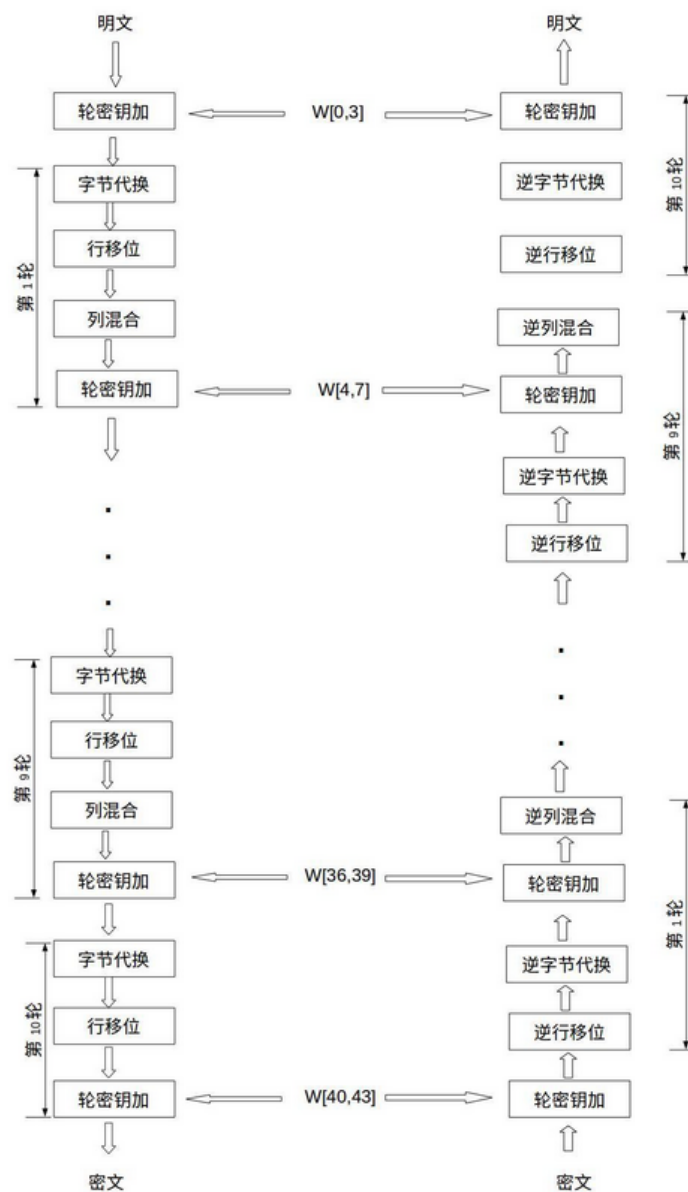 明文
轮密钥加
第1轮
字节代换
行移位
列混合
轮密钥加
第9轮
字节代换
行移位
列混合
轮密钥加
第10轮
字节代换
行移位
轮密钥加
密文
W[0,3]
W[4,7]
W[36,39]
W[40,43]
明文
轮密钥加
逆字节代换
逆行移位
第10轮
逆列混合
轮密钥加
逆字节代换
逆行移位
第9轮
逆列混合
轮密钥加
逆字节代换
逆行移位
第1轮
轮密钥加
密文